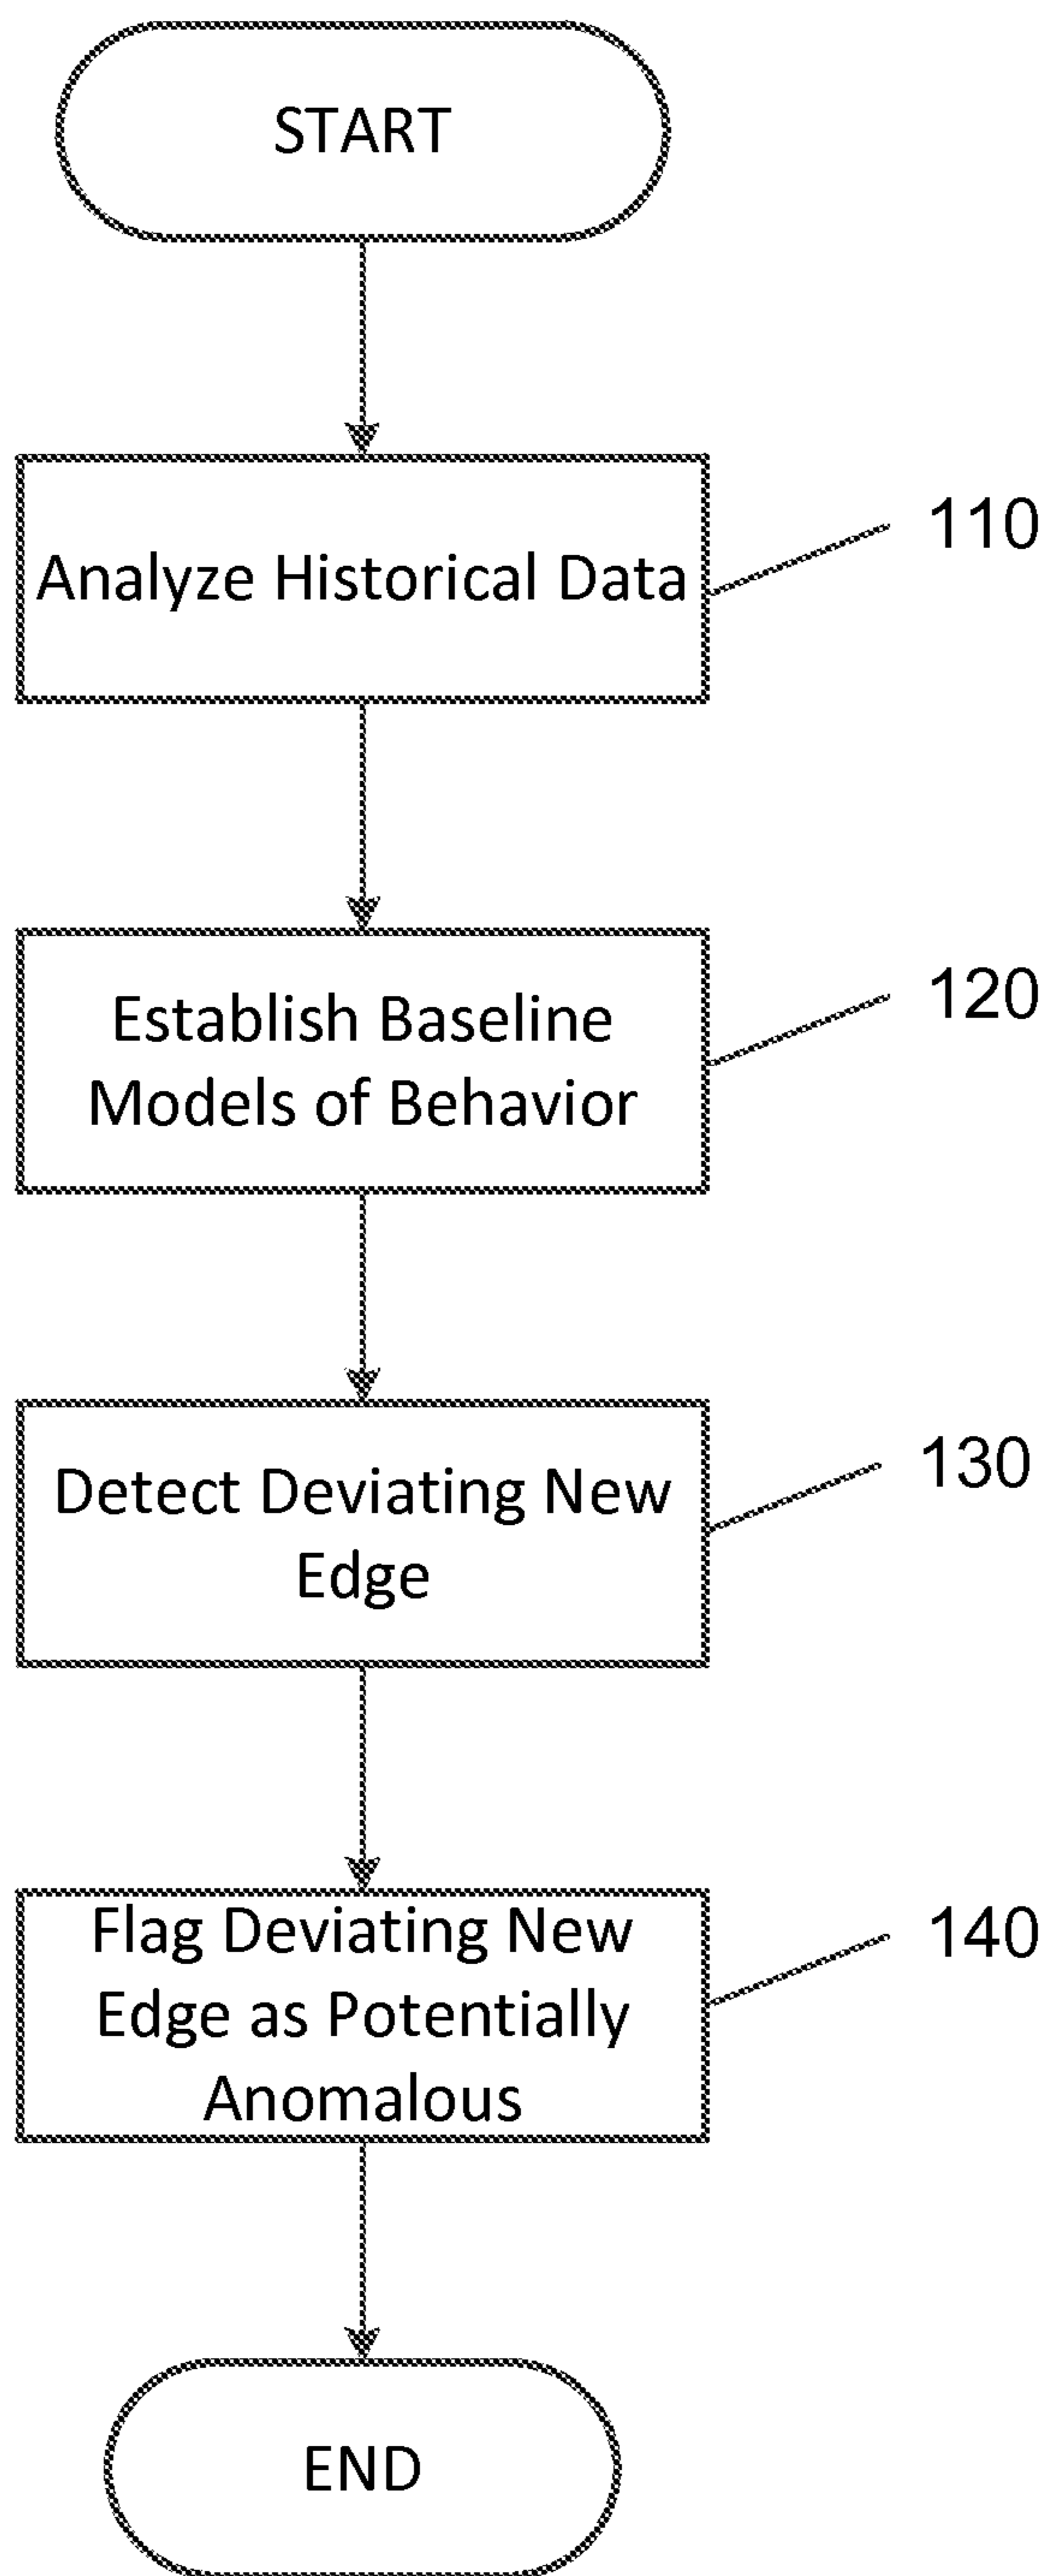 START
Analyze Historical Data
110
Establish Baseline
Models of Behavior
120
Detect Deviating New
Edge
130
Flag Deviating New
Edge as Potentially
Anomalous
140
END